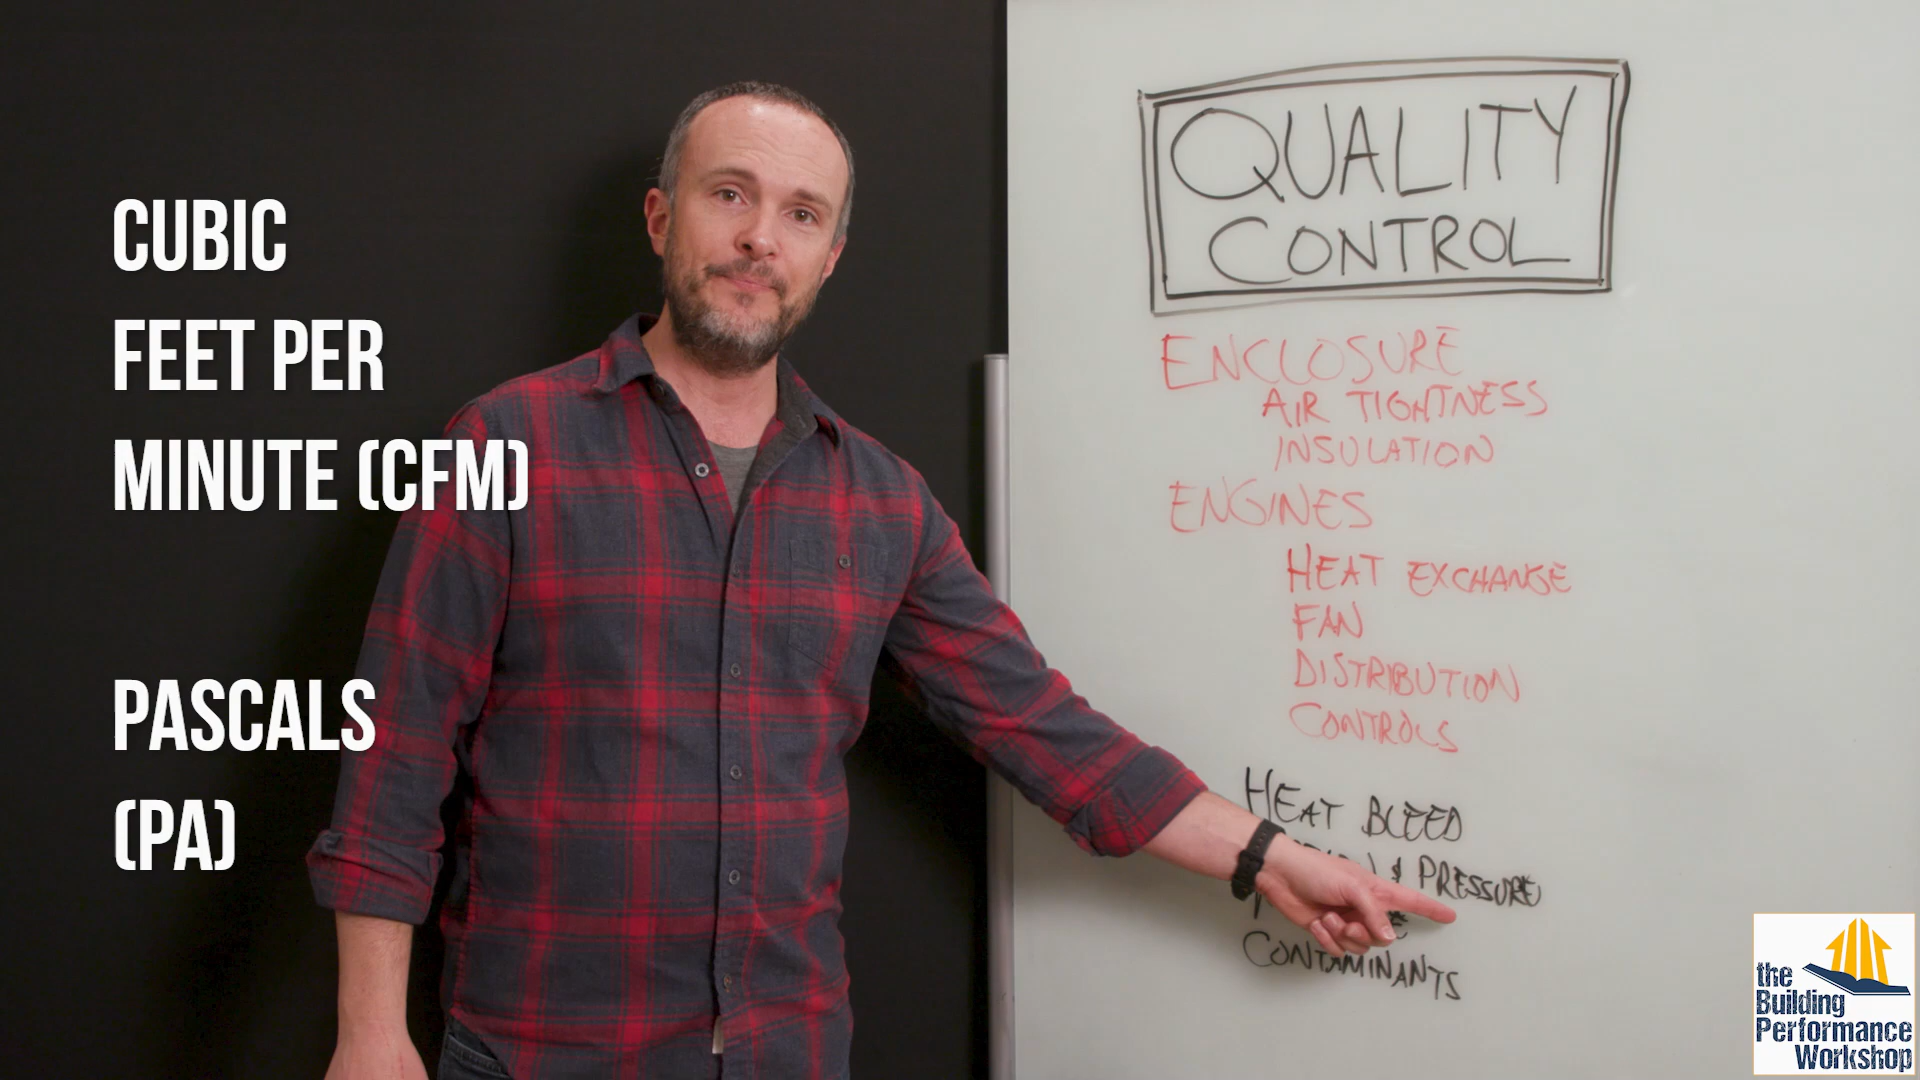 CUBIC
FEET PER
MINUTE (CFM)
PASCALS
(PA)
QUALITY
CONTROL
ENCLOSURE
AIR TIGHTNESS
INSULATION
ENGINES
HEAT EXCHANGE
FAN
DISTRIBUTION
CONTROLS
HEAT BLEED
& PRESSURE
CONTAMINANTS
the
Building
Performance
Workshop